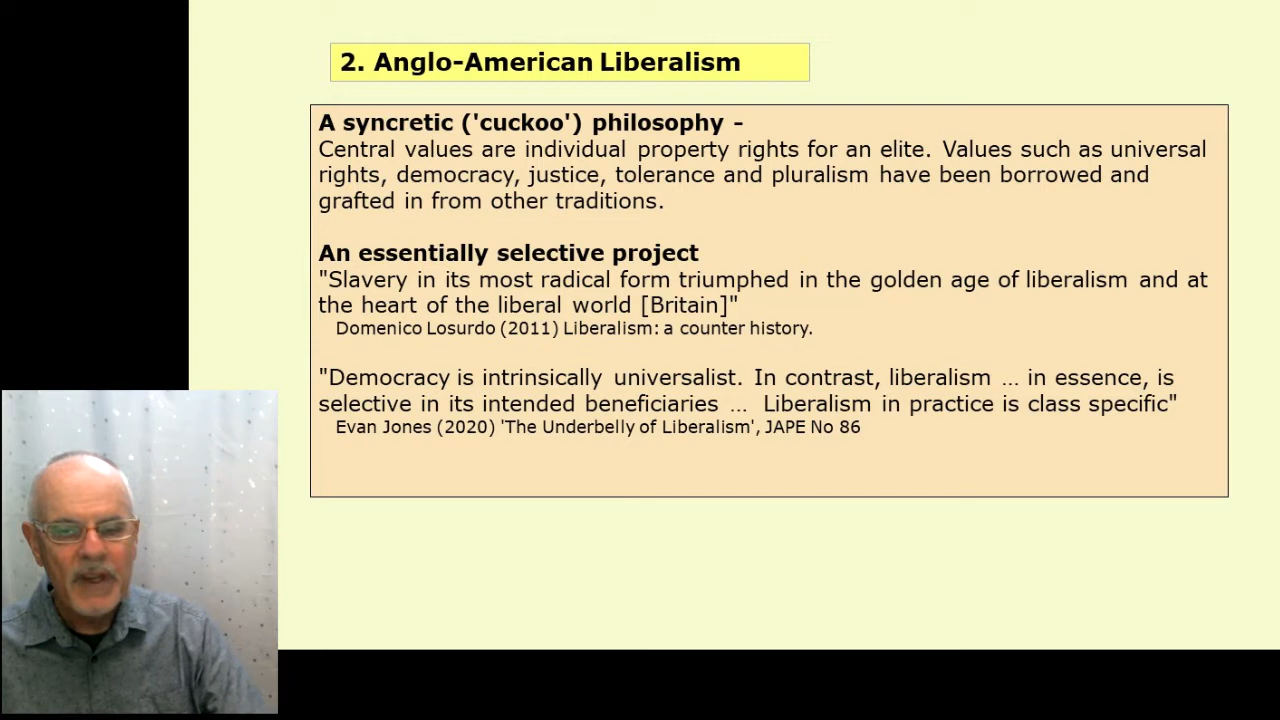 2. Anglo-American Liberalism
A syncretic ('cuckoo') philosophy –
Central values are individual property rights for an elite. Values such as universal
rights, democracy, justice, tolerance and pluralism have been borrowed and
grafted in from other traditions.
An essentially selective project
"Slavery in its most radical form triumphed in the golden age of liberalism and at
the heart of the liberal world [Britain]"
Domenico Losurdo (2011) Liberalism: a counter history.
"Democracy is intrinsically universalist. In contrast, liberalism … in essence, is
selective in its intended beneficiaries … Liberalism in practice is class specific"
Evan Jones (2020) 'The Underbelly of Liberalism', JAPE No 86